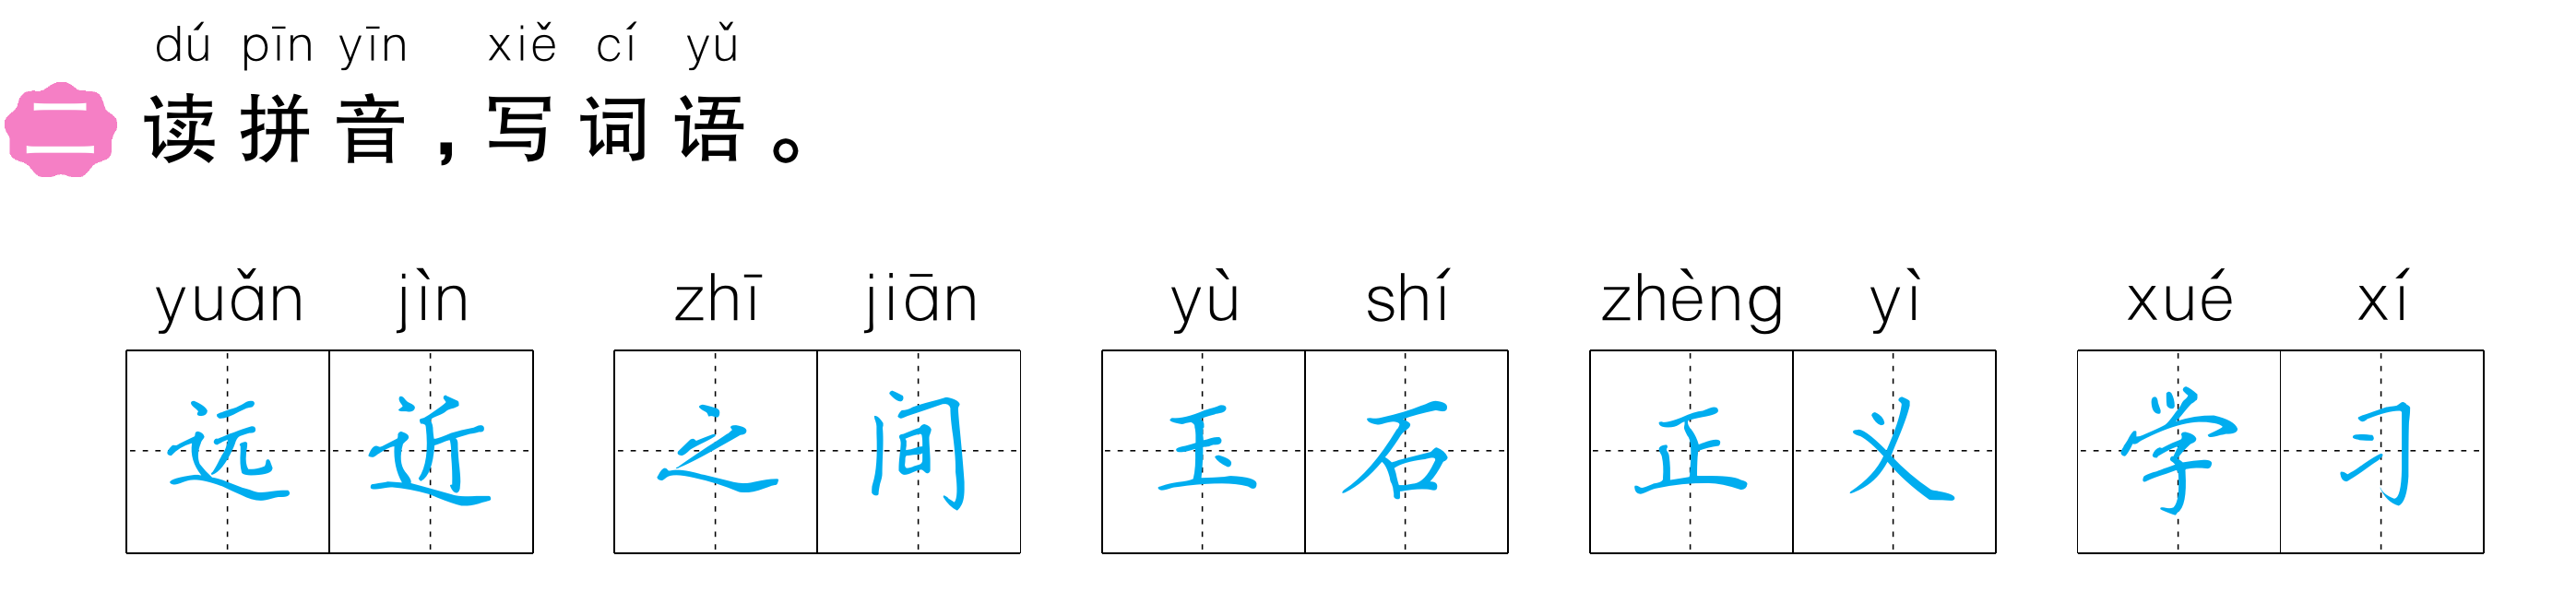 dú pīn yīn xiě cí yǔ
二 读拼音，写词语。
yuǎn jìn zhī jiān yù shí zhèng yì xué xí
远近 之间 玉石 正义 学习